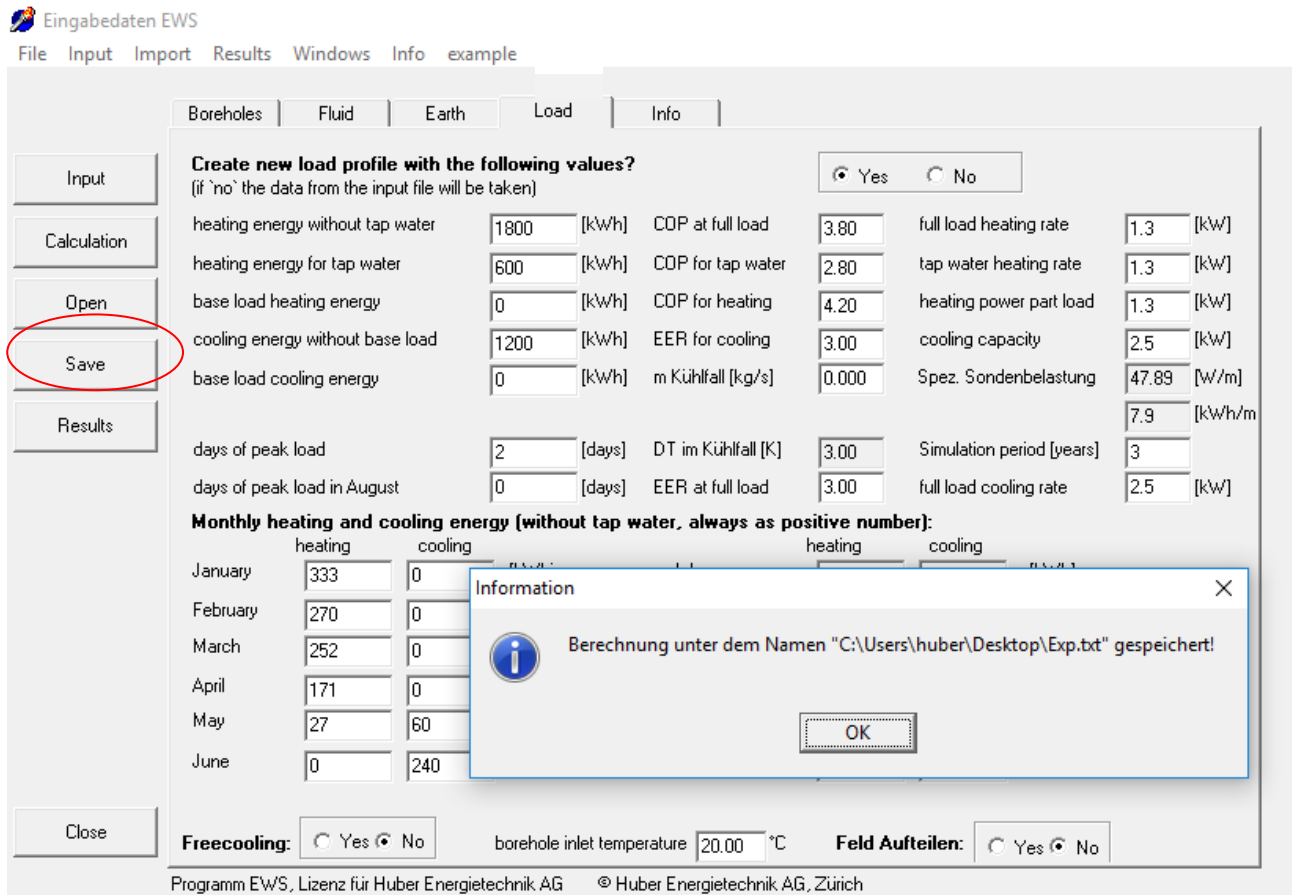 Eingabedaten EWS
File Input Import Results Windows Info example
Boreholes Fluid Earth Load Info
Input
Calculation
Open
Save
Results
Close
Create new load profile with the following values? Yes No
(if `no` the data from the input file will be taken)
heating energy without tap water 1800 [kWh] COP at full load 3.80 full load heating rate 1.3 [kW]
heating energy for tap water 600 [kWh] COP for tap water 2.80 tap water heating rate 1.3 [kW]
base load heating energy 0 [kWh] COP for heating 4.20 heating power part load 1.3 [kW]
cooling energy without base load 1200 [kWh] EER for cooling 3.00 cooling capacity 2.5 [kW]
base load cooling energy 0 [kWh] m Kühlfall [kg/s] 0.000 Spez. Sondenbelastung 47.89 [W/m]
7.9 [kWh/m
days of peak load 2 [days] DT im Kühlfall [K] 3.00 Simulation period [years] 3
days of peak load in August 0 [days] EER at full load 3.00 full load cooling rate 2.5 [kW]
Monthly heating and cooling energy (without tap water, always as positive number):
heating cooling heating cooling
January 333 0
February 270 0
March 252 0
April 171 0
May 27 60
June 0 240
Information
Berechnung unter dem Namen "C:\Users\huber\Desktop\Exp.txt" gespeichert!
OK
Freecooling: Yes No borehole inlet temperature 20.00 °C Feld Aufteilen: Yes No
Programm EWS, Lizenz für Huber Energietechnik AG © Huber Energietechnik AG, Zürich